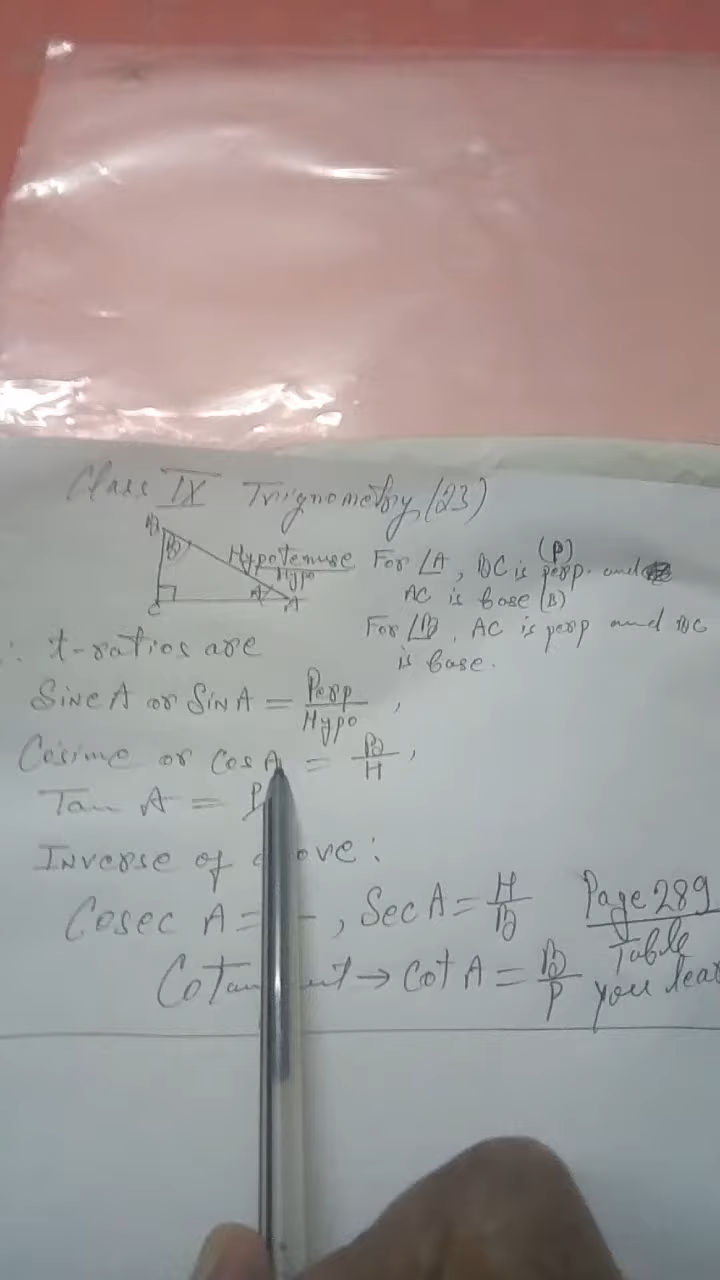 Class IX Trignometry (23)
B
B
Hypotenuse
Hypo
A
C
A
For ∠A, BC is perp. and
(P)
AC is base (B)
For ∠B, AC is perp and BC
is base.
∴ t-ratios are
Sine A or Sin A = Perp/Hypo,
Cosine or Cos A = B/H,
Tan A = P
Inverse of above:
Cosec A = , Sec A = H/B
Page 289
Table
→ Cot A = B/P
you